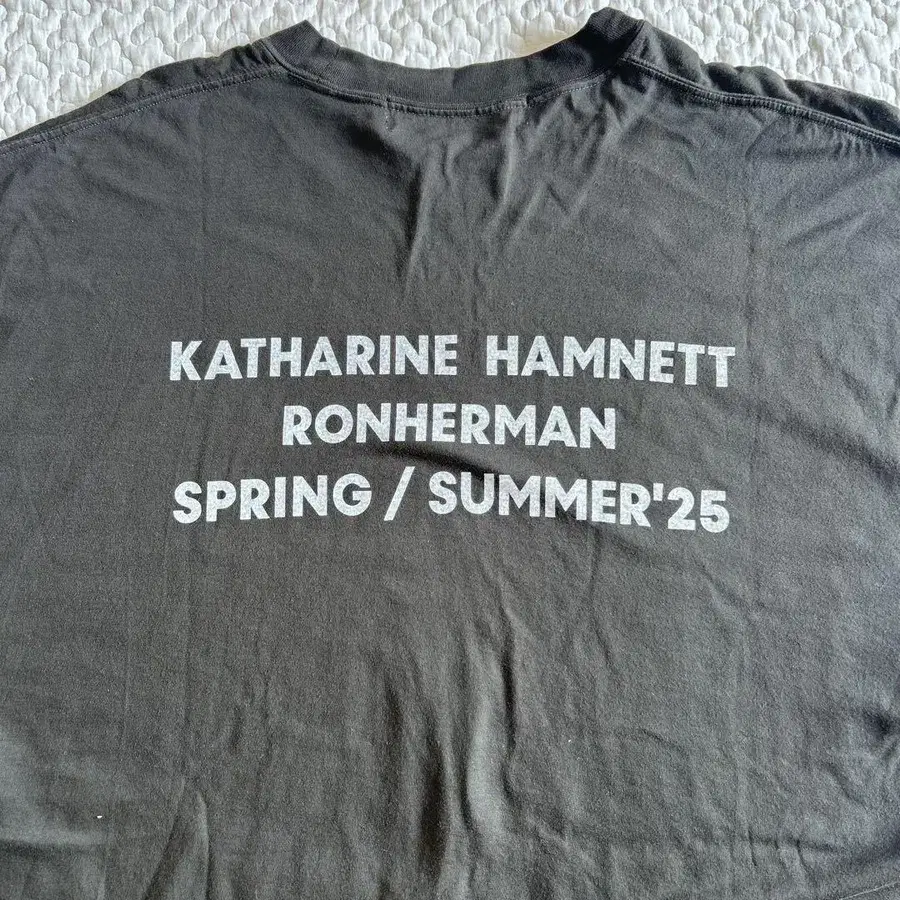 KATHARINE HAMNETT
RONHERMAN
SPRING / SUMMER'25